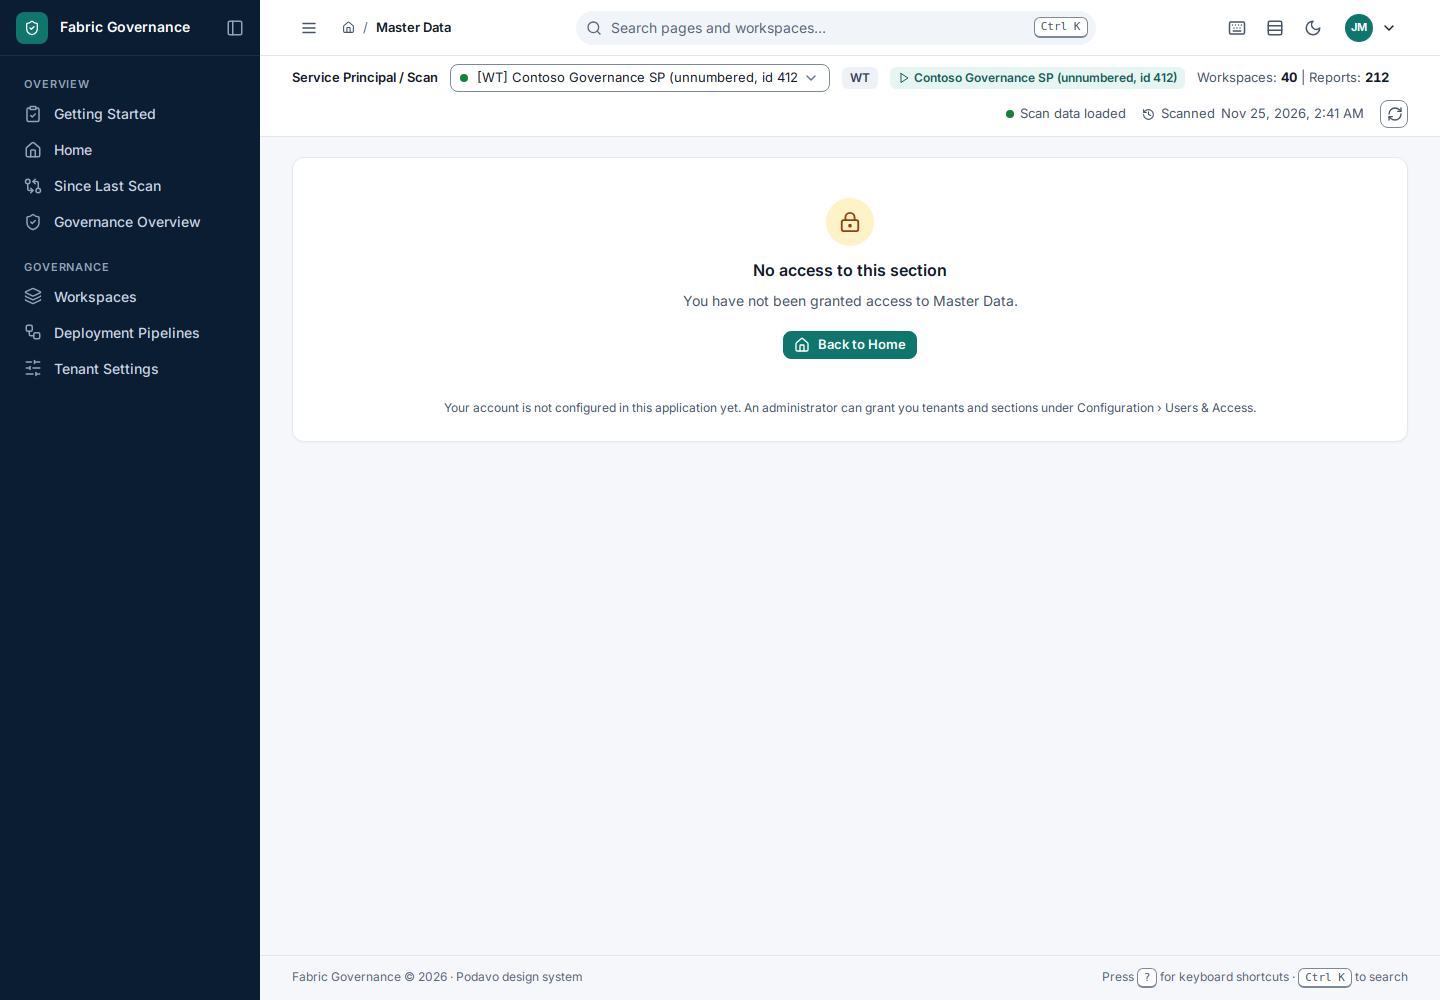 Fabric Governance
/ Master Data
Search pages and workspaces...
Ctrl K
JM
OVERVIEW
Getting Started
Home
Since Last Scan
Governance Overview
GOVERNANCE
Workspaces
Deployment Pipelines
Tenant Settings
Service Principal / Scan
[WT] Contoso Governance SP (unnumbered, id 412
WT
Contoso Governance SP (unnumbered, id 412)
Workspaces: 40 | Reports: 212
Scan data loaded
Scanned Nov 25, 2026, 2:41 AM
No access to this section
You have not been granted access to Master Data.
Back to Home
Your account is not configured in this application yet. An administrator can grant you tenants and sections under Configuration › Users & Access.
Fabric Governance © 2026 · Podavo design system
Press ? for keyboard shortcuts · Ctrl K to search